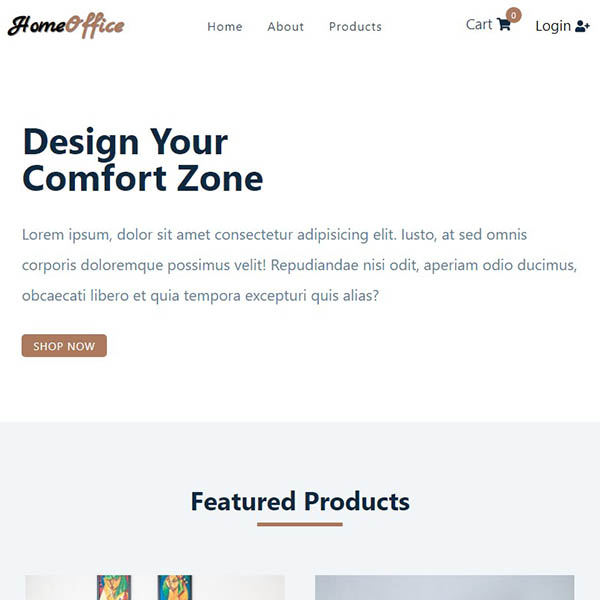 HomeOffice
Home About Products
Cart 0 Login
Design Your
Comfort Zone
Lorem ipsum, dolor sit amet consectetur adipisicing elit. Iusto, at sed omnis
corporis doloremque possimus velit! Repudiandae nisi odit, aperiam odio ducimus,
obcaecati libero et quia tempora excepturi quis alias?
SHOP NOW
Featured Products